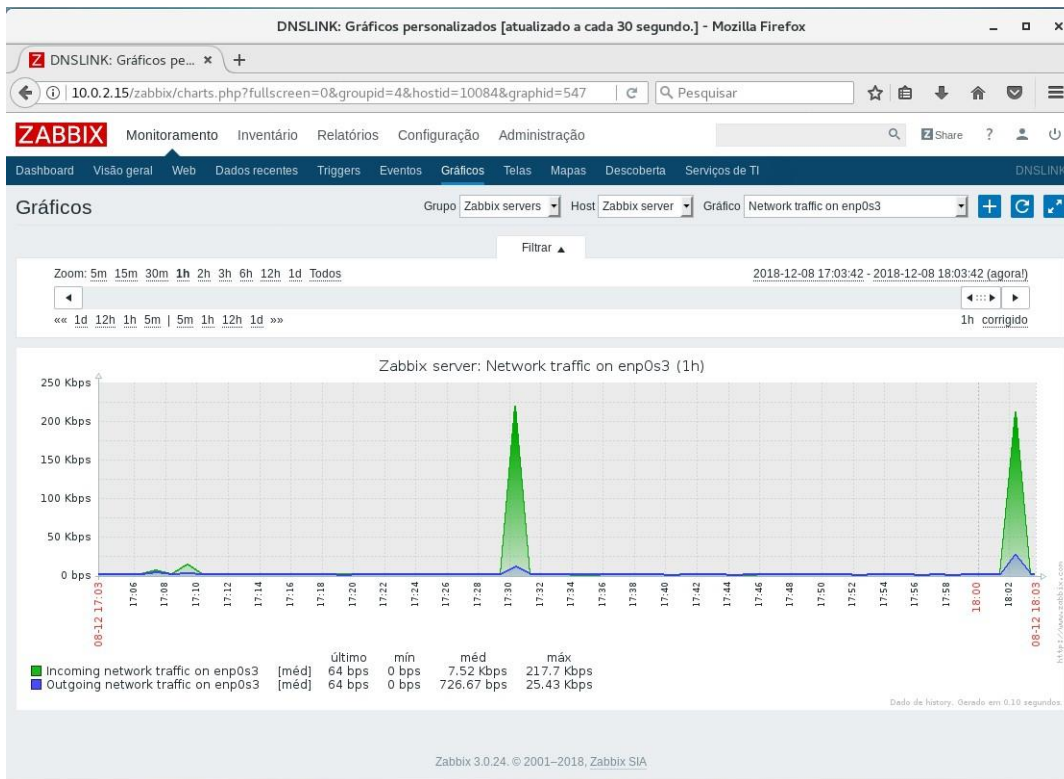 DNSLINK: Gráficos personalizados [atualizado a cada 30 segundo.] - Mozilla Firefox
Z DNSLINK: Gráficos pe... × +
10.0.2.15/zabbix/charts.php?fullscreen=0&groupid=4&hostid=10084&graphid=547 Pesquisar
ZABBIX Monitoramento Inventário Relatórios Configuração Administração Z Share ?
Dashboard Visão geral Web Dados recentes Triggers Eventos Gráficos Telas Mapas Descoberta Serviços de TI DNSLINK
Gráficos Grupo Zabbix servers Host Zabbix server Gráfico Network traffic on enp0s3
Filtrar ▲
Zoom: 5m 15m 30m 1h 2h 3h 6h 12h 1d Todos 2018-12-08 17:03:42 - 2018-12-08 18:03:42 (agora!)
«« 1d 12h 1h 5m | 5m 1h 12h 1d »» 1h corrigido
Zabbix server: Network traffic on enp0s3 (1h)
250 Kbps
200 Kbps
150 Kbps
100 Kbps
50 Kbps
0 bps
08-12 17:03 17:06 17:08 17:10 17:12 17:14 17:16 17:18 17:20 17:22 17:24 17:26 17:28 17:30 17:32 17:34 17:36 17:38 17:40 17:42 17:44 17:46 17:48 17:50 17:52 17:54 17:56 17:58 18:00 18:02 08-12 18:03
http://www.zabbix.com
último mín méd máx
Incoming network traffic on enp0s3 [méd] 64 bps 0 bps 7.52 Kbps 217.7 Kbps
Outgoing network traffic on enp0s3 [méd] 64 bps 0 bps 726.67 bps 25.43 Kbps
Dado de history. Gerado em 0.10 segundos.
Zabbix 3.0.24. © 2001–2018, Zabbix SIA